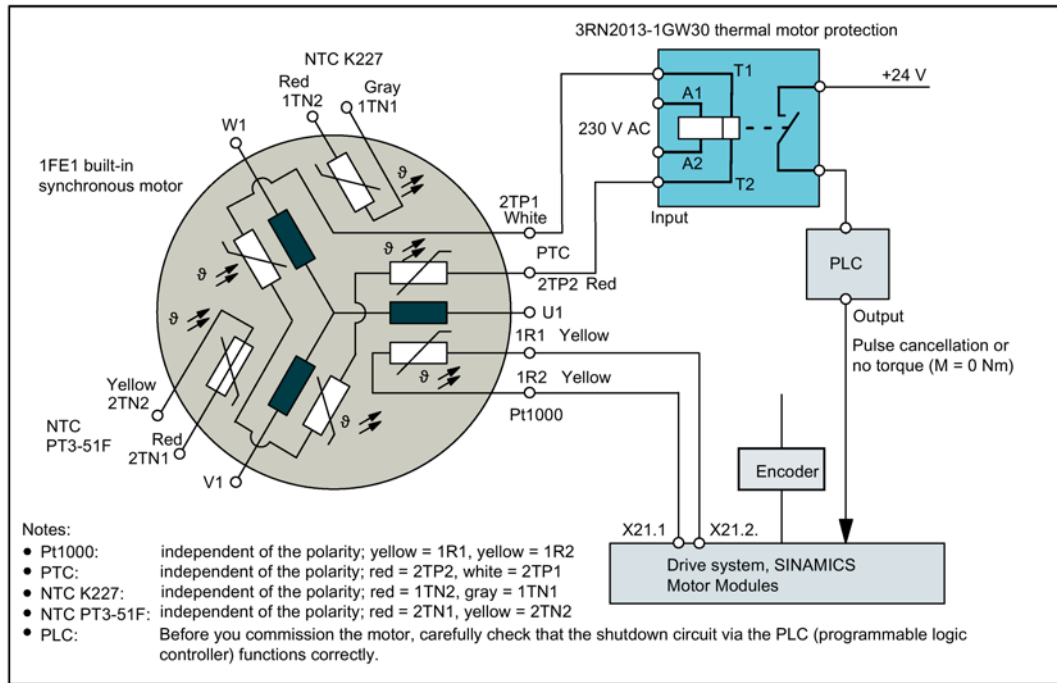 3RN2013-1GW30 thermal motor protection
NTC K227
Red
1TN2
Gray
1TN1
W1
1FE1 built-in
synchronous motor
T1
+24 V
A1
230 V AC
A2
T2
Input
2TP1
White
PTC
2TP2 Red
U1
1R1 Yellow
1R2 Yellow
Pt1000
ϑ
ϑ
ϑ
ϑ
ϑ
ϑ
PLC
Output
Pulse cancellation or
no torque (M = 0 Nm)
Yellow
2TN2
NTC
PT3-51F
Red
2TN1
V1
Encoder
X21.1
X21.2.
Drive system, SINAMICS
Motor Modules
Notes:
• Pt1000: independent of the polarity; yellow = 1R1, yellow = 1R2
• PTC: independent of the polarity; red = 2TP2, white = 2TP1
• NTC K227: independent of the polarity; red = 1TN2, gray = 1TN1
• NTC PT3-51F: independent of the polarity; red = 2TN1, yellow = 2TN2
• PLC: Before you commission the motor, carefully check that the shutdown circuit via the PLC (programmable logic
controller) functions correctly.